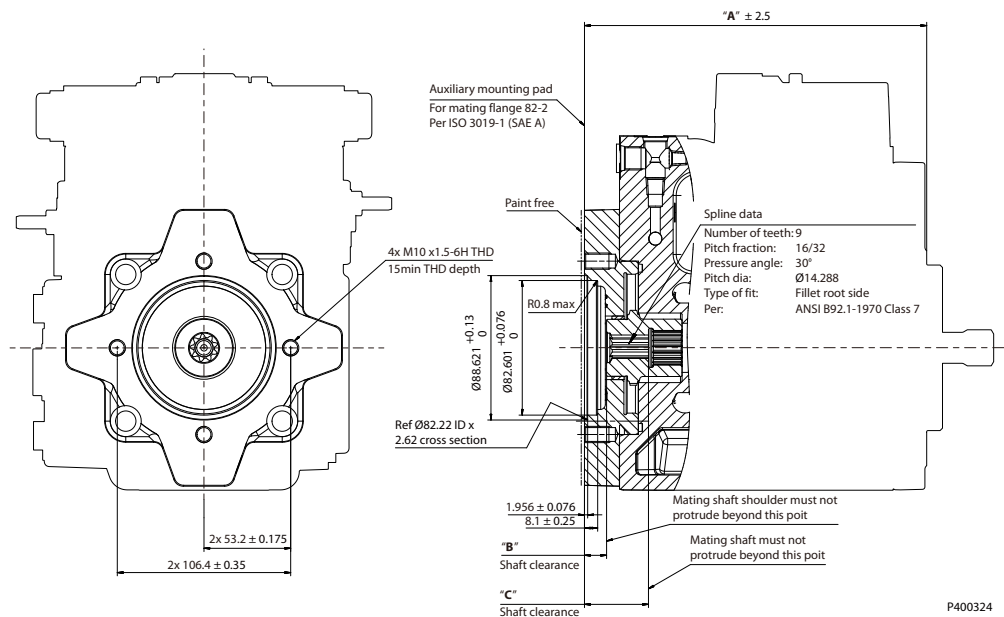 "A" ± 2.5
Auxiliary mounting pad
For mating flange 82-2
Per ISO 3019-1 (SAE A)
Paint free
Spline data
Number of teeth: 9
Pitch fraction: 16/32
Pressure angle: 30°
Pitch dia: Ø14.288
Type of fit: Fillet root side
Per: ANSI B92.1-1970 Class 7
4x M10 x1.5-6H THD
15min THD depth
R0.8 max
Ø88.621 +0.13 0
Ø82.601 +0.076 0
Ref Ø82.22 ID x
2.62 cross section
1.956 ± 0.076
8.1 ± 0.25
Mating shaft shoulder must not
protrude beyond this poit
"B"
Shaft clearance
Mating shaft must not
protrude beyond this poit
"C"
Shaft clearance
2x 53.2 ± 0.175
2x 106.4 ± 0.35
P400324